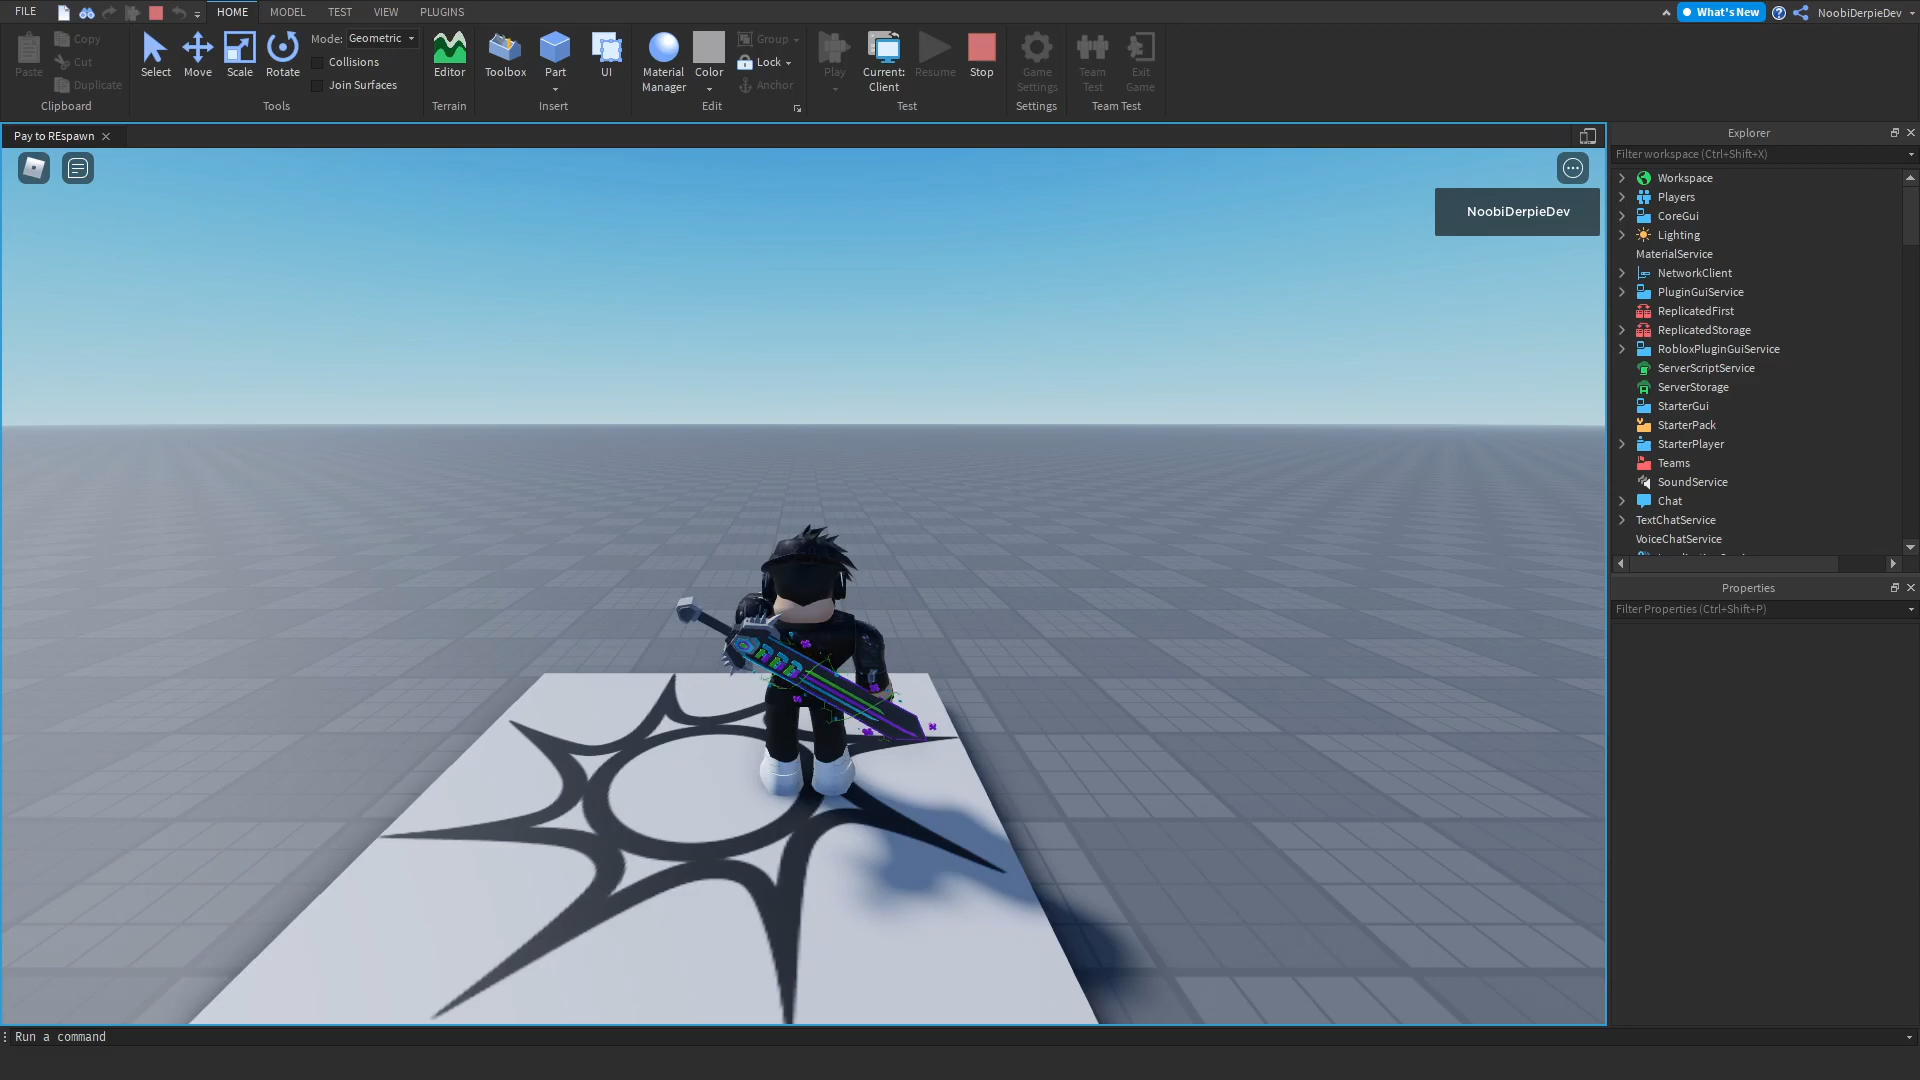 FILE HOME MODEL TEST VIEW PLUGINS What's New NoobiDerpieDev
Paste Copy Cut Duplicate
Clipboard
Select Move Scale Rotate Mode: Geometric
Collisions
Join Surfaces
Tools
Editor
Terrain
Toolbox Part UI
Insert
Material Manager Color Group Lock Anchor
Edit
Play Current: Client Resume Stop
Test
Game Settings
Settings
Team Test Exit Game
Team Test
Pay to REspawn
NoobiDerpieDev
Explorer
Filter workspace (Ctrl+Shift+X)
Workspace
Players
CoreGui
Lighting
MaterialService
NetworkClient
PluginGuiService
ReplicatedFirst
ReplicatedStorage
RobloxPluginGuiService
ServerScriptService
ServerStorage
StarterGui
StarterPack
StarterPlayer
Teams
SoundService
Chat
TextChatService
VoiceChatService
Properties
Filter Properties (Ctrl+Shift+P)
Run a command